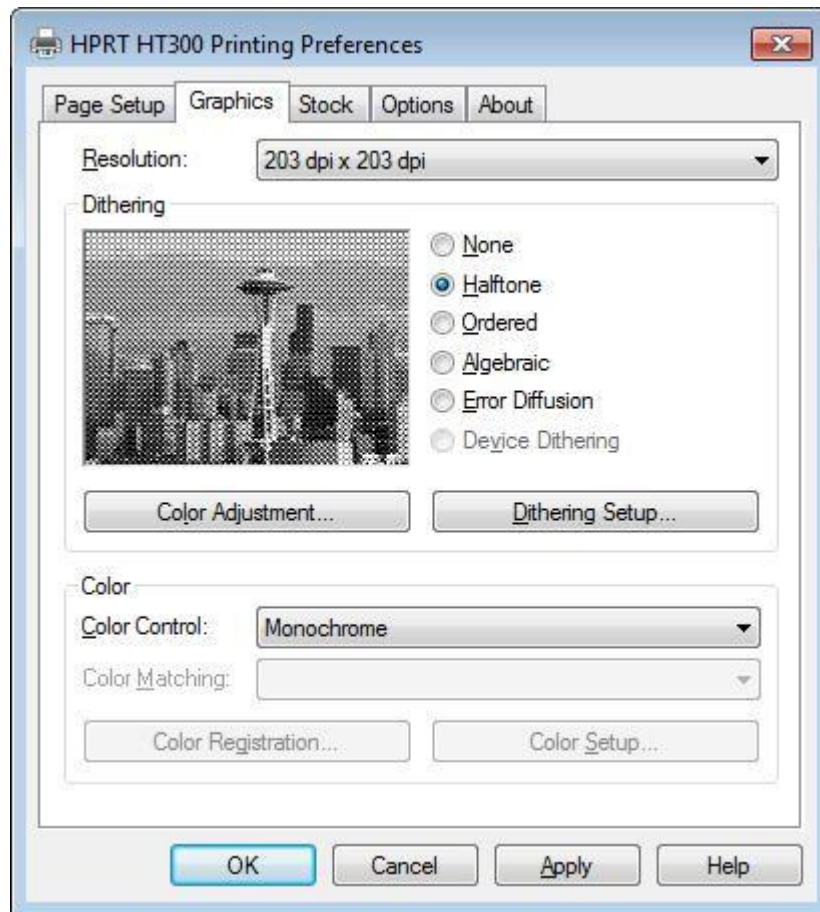 HPRT HT300 Printing Preferences
Page Setup Graphics Stock Options About
Resolution: 203 dpi x 203 dpi
Dithering
None
Halftone
Ordered
Algebraic
Error Diffusion
Device Dithering
Color Adjustment... Dithering Setup...
Color
Color Control: Monochrome
Color Matching:
Color Registration... Color Setup...
OK Cancel Apply Help